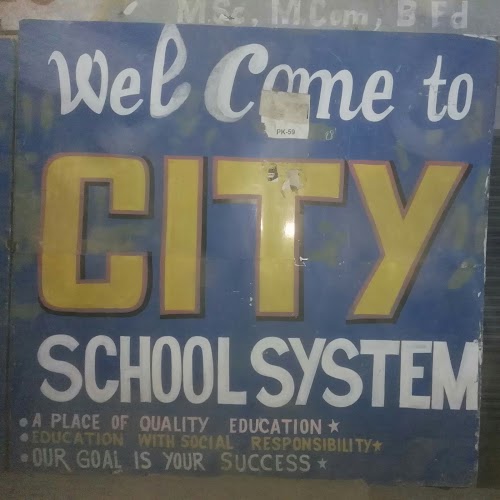 M.Sc, M.Com, B.Ed
Wel Come to
PK-59
CITY
SCHOOL SYSTEM
• A PLACE OF QUALITY EDUCATION ★
• EDUCATION WITH SOCIAL RESPONSIBILITY ★
• OUR GOAL IS YOUR SUCCESS ★